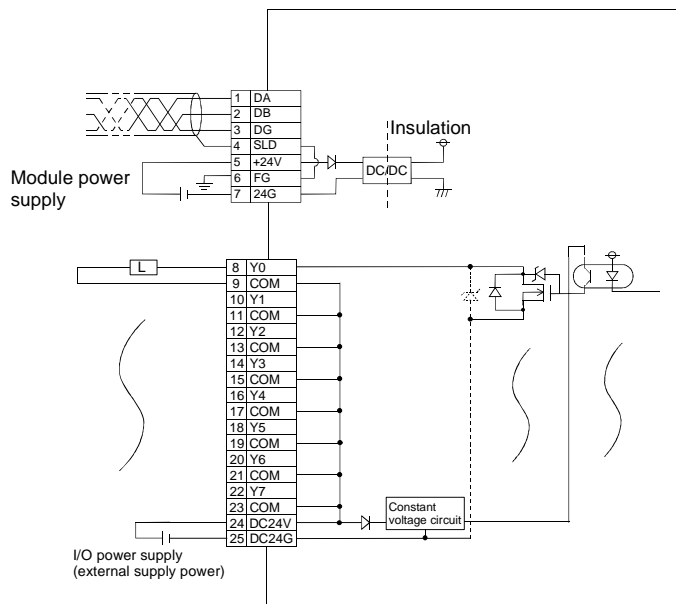 1 DA
2 DB
3 DG
4 SLD
5 +24V
6 FG
7 24G
Insulation
DC/DC
Module power
supply
L
8 Y0
9 COM
10 Y1
11 COM
12 Y2
13 COM
14 Y3
15 COM
16 Y4
17 COM
18 Y5
19 COM
20 Y6
21 COM
22 Y7
23 COM
24 DC24V
25 DC24G
Constant
voltage circuit
I/O power supply
(external supply power)